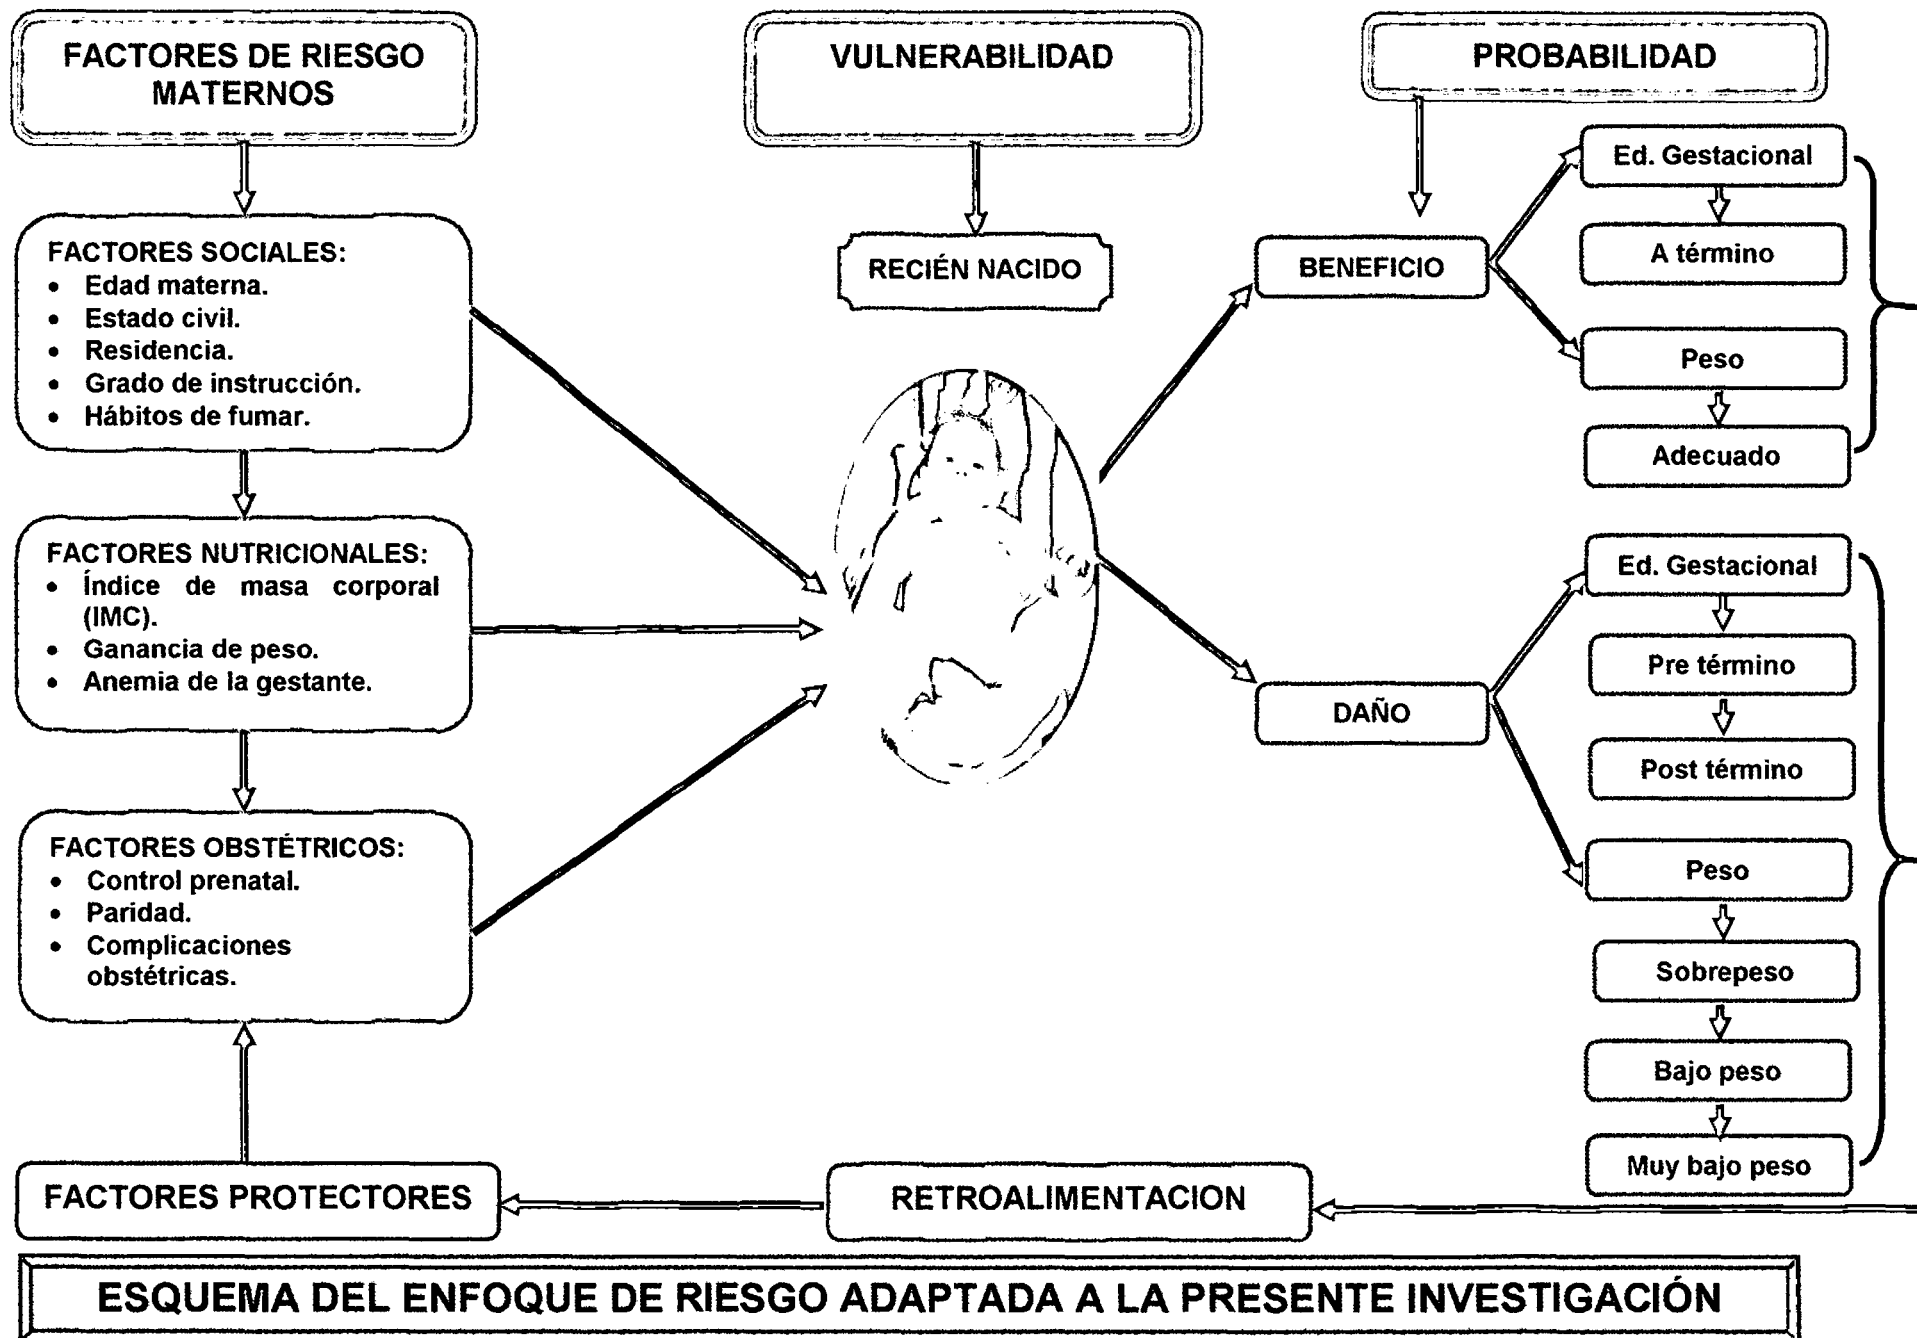 FACTORES DE RIESGO
MATERNOS
FACTORES SOCIALES:
• Edad materna.
• Estado civil.
• Residencia.
• Grado de instrucción.
• Hábitos de fumar.
FACTORES NUTRICIONALES:
• Índice de masa corporal
(IMC).
• Ganancia de peso.
• Anemia de la gestante.
FACTORES OBSTÉTRICOS:
• Control prenatal.
• Paridad.
• Complicaciones
obstétricas.
FACTORES PROTECTORES
VULNERABILIDAD
RECIÉN NACIDO
RETROALIMENTACION
PROBABILIDAD
BENEFICIO
Ed. Gestacional
A término
Peso
Adecuado
DAÑO
Ed. Gestacional
Pre término
Post término
Peso
Sobrepeso
Bajo peso
Muy bajo peso
ESQUEMA DEL ENFOQUE DE RIESGO ADAPTADA A LA PRESENTE INVESTIGACIÓN